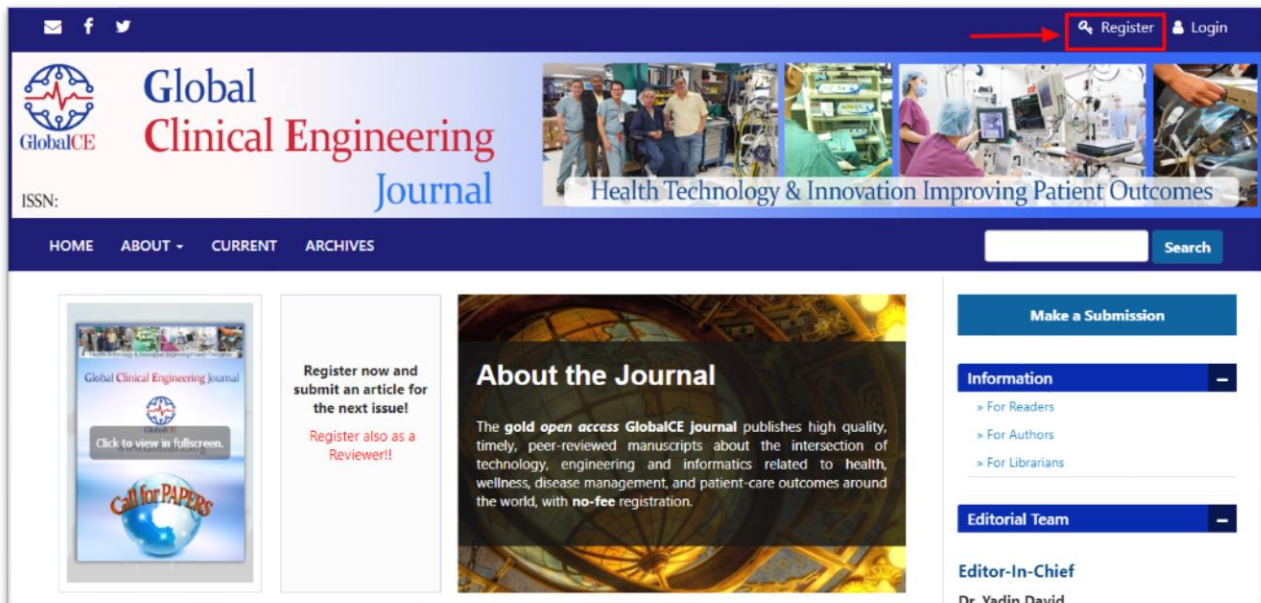 Register Login
Global
Clinical Engineering
Journal
GlobalCE
ISSN:
Health Technology & Innovation Improving Patient Outcomes
HOME ABOUT CURRENT ARCHIVES
Search
Global Clinical Engineering Journal
Click to view in fullscreen.
Call for PAPERS
Register now and
submit an article for
the next issue!
Register also as a
Reviewer!!
About the Journal
The gold open access GlobalCE journal publishes high quality,
timely, peer-reviewed manuscripts about the intersection of
technology, engineering and informatics related to health,
wellness, disease management, and patient-care outcomes around
the world, with no-fee registration.
Make a Submission
Information
» For Readers
» For Authors
» For Librarians
Editorial Team
Editor-In-Chief
Dr. Yadin David